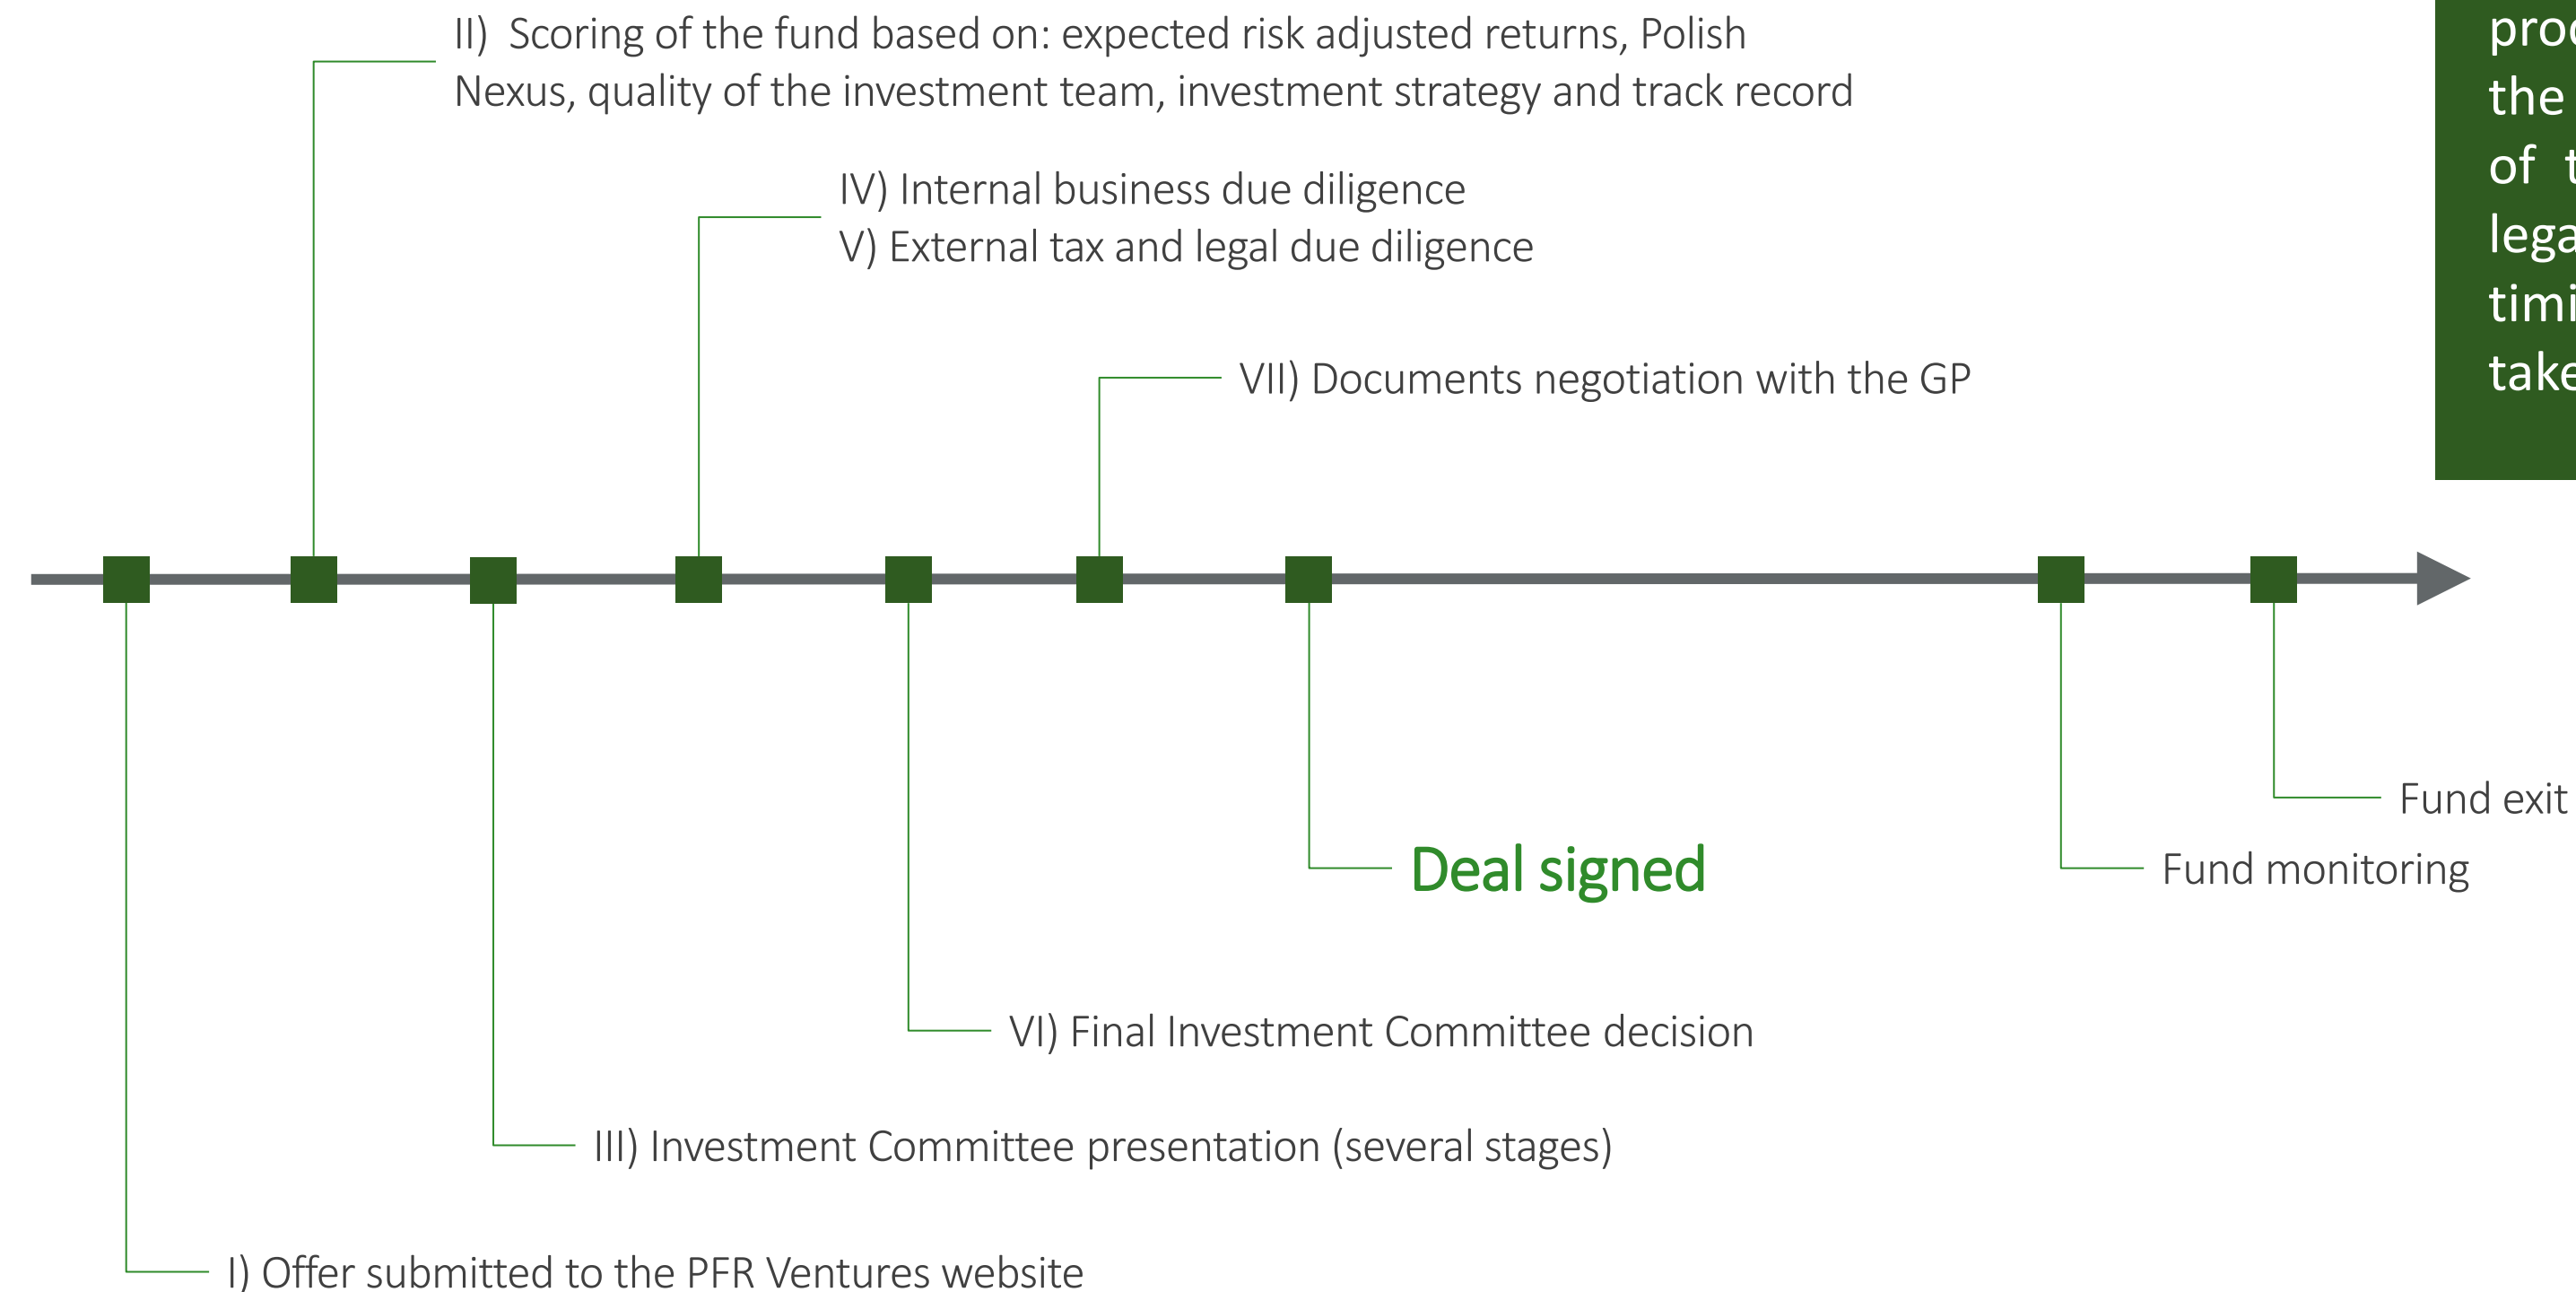 II)  Scoring of the fund based on: expected risk adjusted returns, Polish
Nexus, quality of the investment team, investment strategy and track record
IV) Internal business due diligence
V) External tax and legal due diligence
VII) Documents negotiation with the GP
the
of
Fund exit
Deal signed
Fund monitoring
VI) Final Investment Committee decision
III) Investment Committee presentation (several stages)
I) Offer submitted to the PFR Ventures website